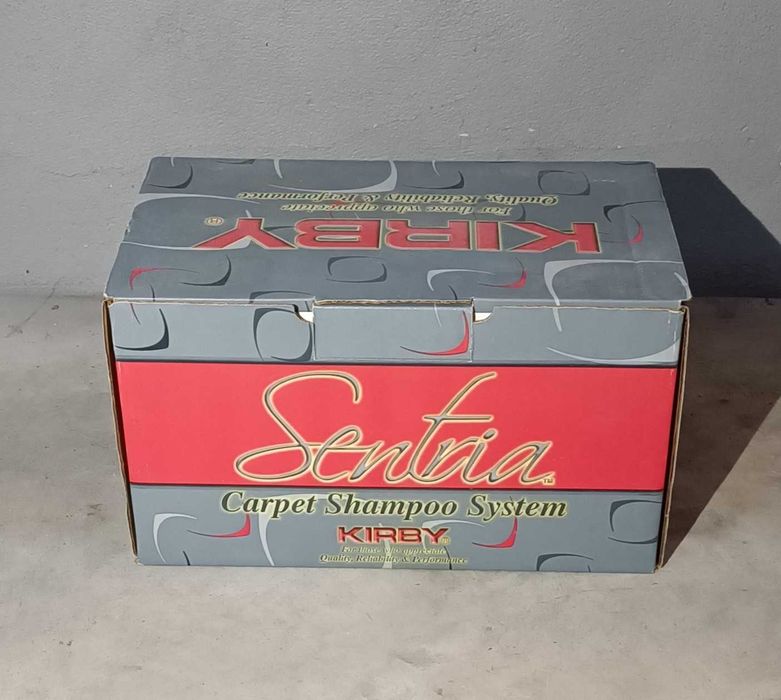 KIRBY®
For those who appreciate
Quality, Reliability & Performance
Sentria™
Carpet Shampoo System
KIRBY®
For those who appreciate
Quality, Reliability & Performance